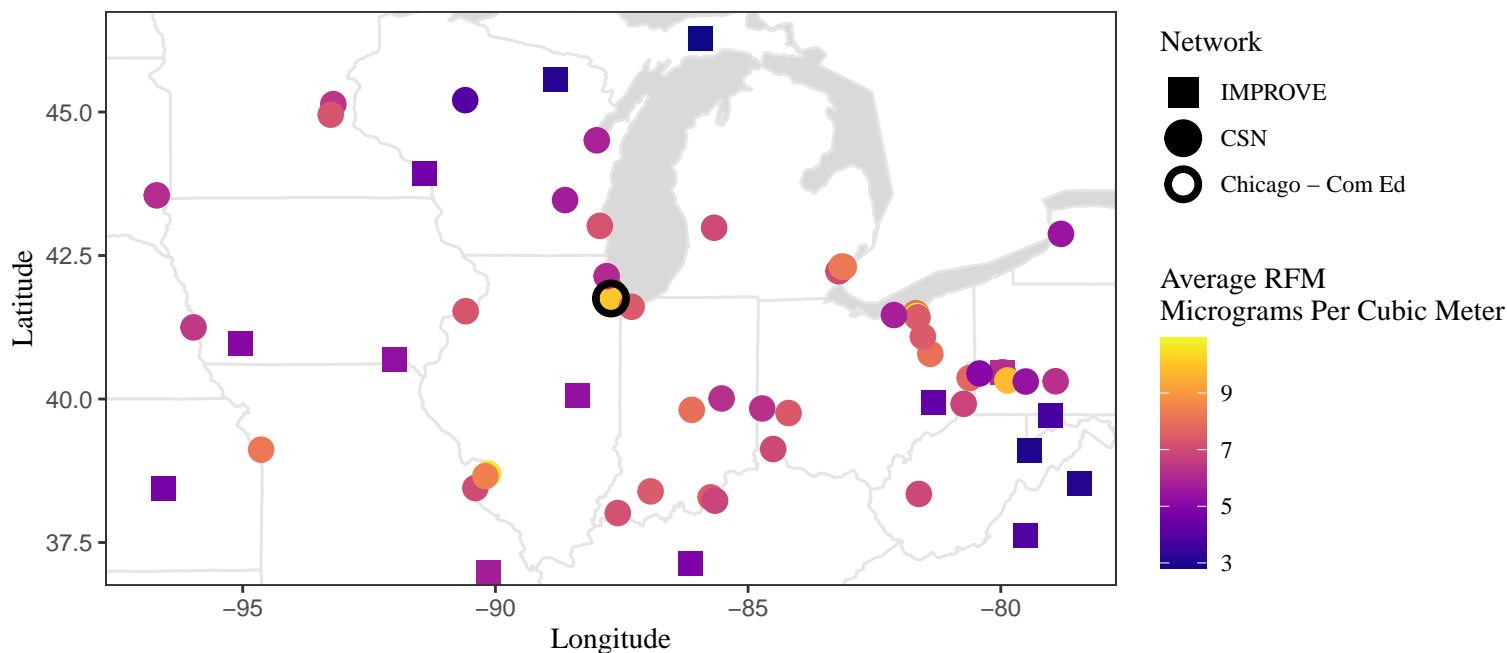 45.0
42.5
40.0
37.5
Latitude
−95
−90
−85
−80
Longitude
Network
IMPROVE
CSN
Chicago − Com Ed
Average RFM
Micrograms Per Cubic Meter
9
7
5
3